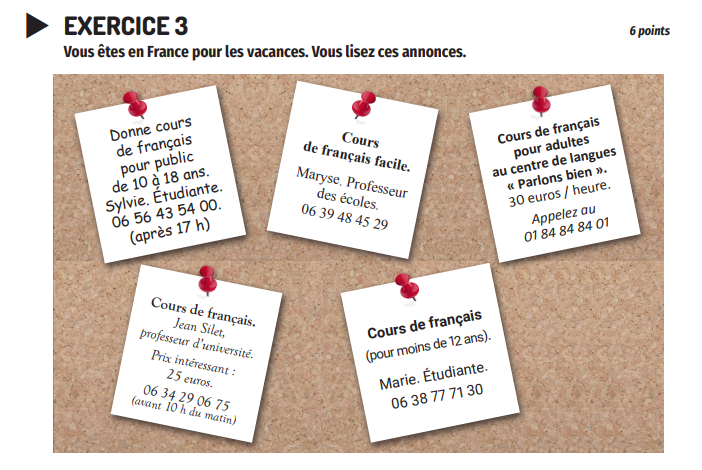 EXERCICE 3
6 points
Vous êtes en France pour les vacances. Vous lisez ces annonces.
Donne cours
de français
pour public
de 10 à 18 ans.
Sylvie. Étudiante.
06 56 43 54 00.
(après 17 h)
Cours
de français facile.
Maryse. Professeur
des écoles.
06 39 48 45 29
Cours de français
pour adultes
au centre de langues
« Parlons bien ».
30 euros / heure.
Appelez au
01 84 84 84 01
Cours de français.
Jean Silet,
professeur d'université.
Prix intéressant :
25 euros.
06 34 29 06 75
(avant 10 h du matin)
Cours de français
(pour moins de 12 ans).
Marie. Étudiante.
06 38 77 71 30